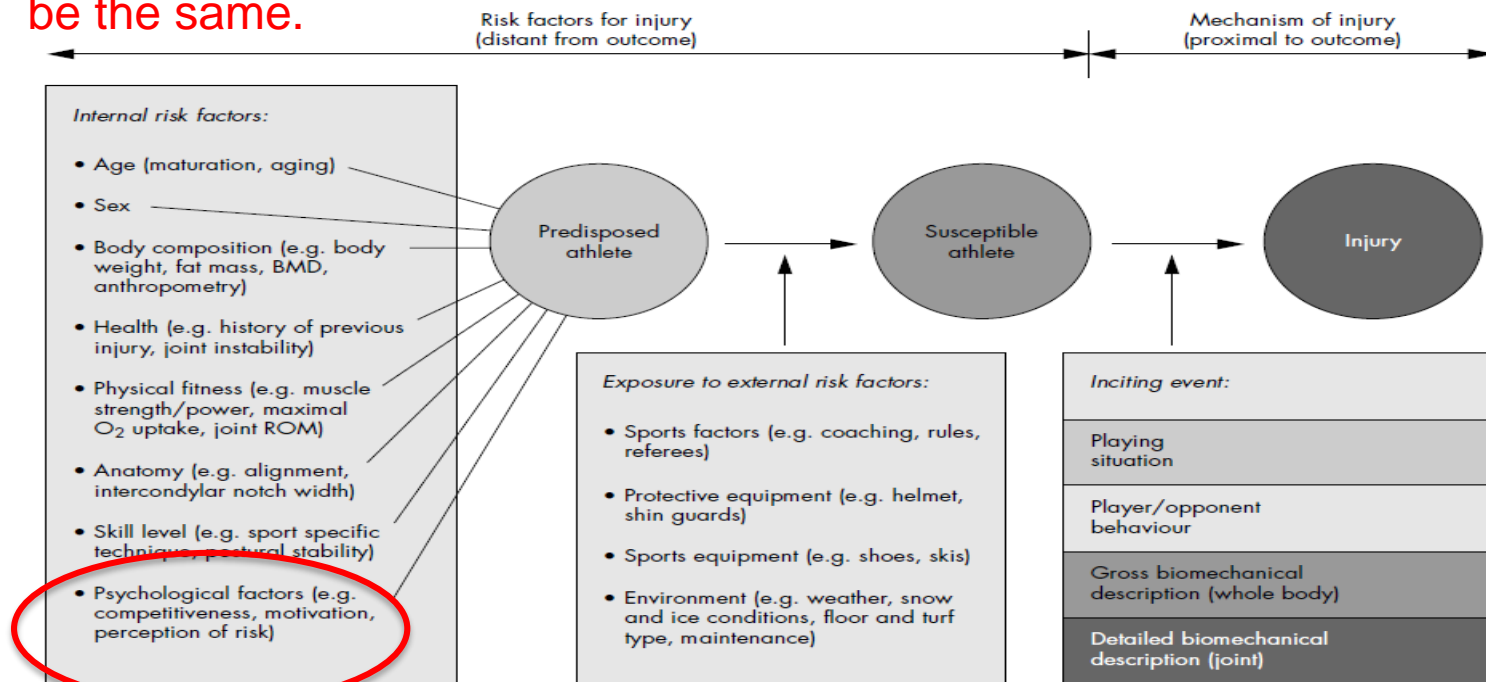 be the same.
Risk factors for injury
(distant from outcome)
Mechanism of injury
(proximal to outcome)
Internal risk factors:
• Age (maturation, aging)
• Sex
• Body composition (e.g. body
weight, fat mass, BMD,
anthropometry)
• Health (e.g. history of previous
injury, joint instability)
• Physical fitness (e.g. muscle
strength/power, maximal
O₂ uptake, joint ROM)
• Anatomy (e.g. alignment,
intercondylar notch width)
• Skill level (e.g. sport specific
technique, postural stability)
• Psychological factors (e.g.
competitiveness, motivation,
perception of risk)
Predisposed
athlete
Susceptible
athlete
Injury
Exposure to external risk factors:
• Sports factors (e.g. coaching, rules,
referees)
• Protective equipment (e.g. helmet,
shin guards)
• Sports equipment (e.g. shoes, skis)
• Environment (e.g. weather, snow
and ice conditions, floor and turf
type, maintenance)
Inciting event:
Playing
situation
Player/opponent
behaviour
Gross biomechanical
description (whole body)
Detailed biomechanical
description (joint)